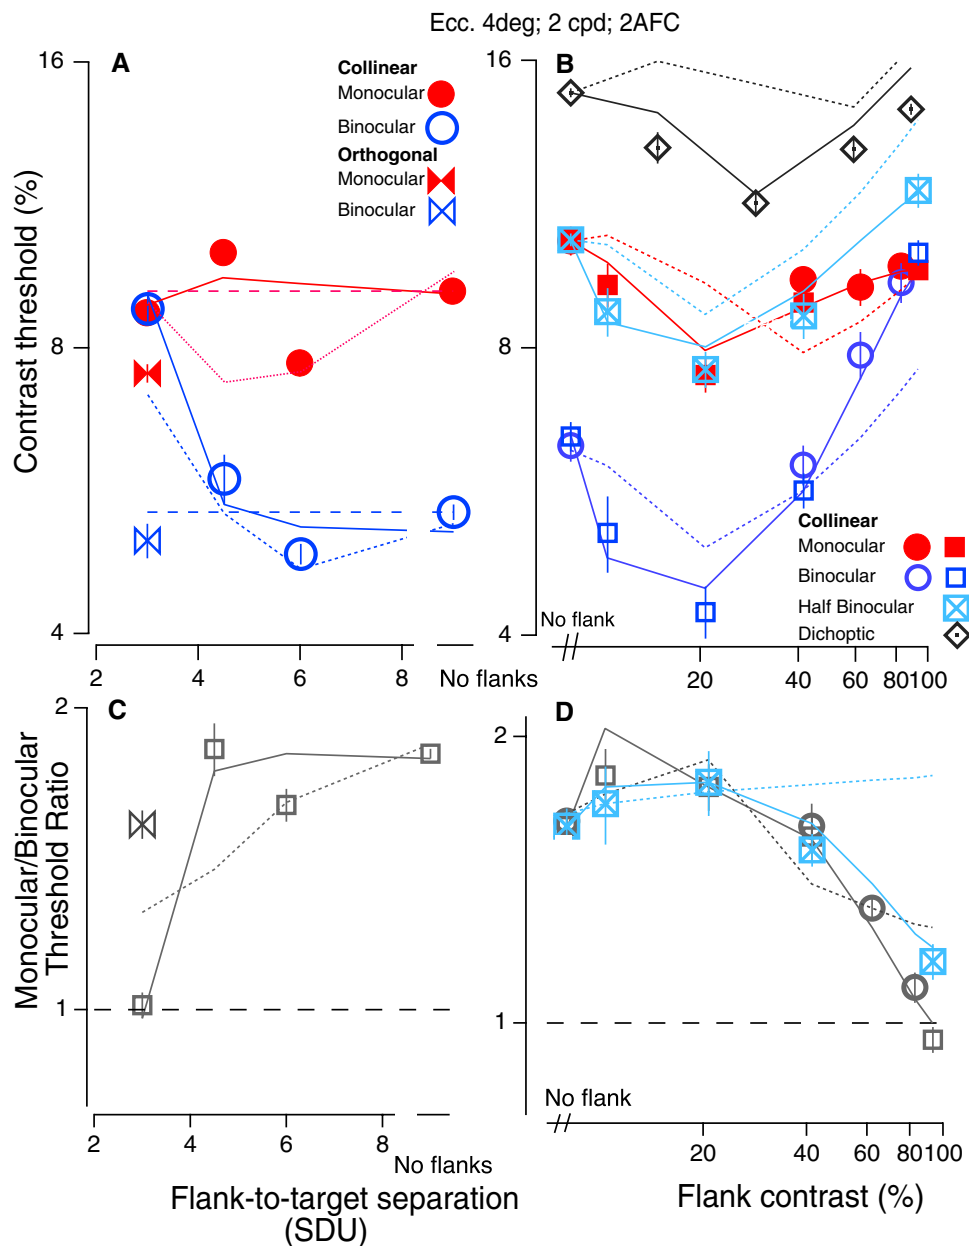 Ecc. 4deg; 2 cpd; 2AFC
A
16
8
4
Contrast threshold (%)
Collinear
Monocular
Binocular
Orthogonal
Monocular
Binocular
2
4
6
8
No flanks
B
16
8
4
No flank
Collinear
Monocular
Binocular
Half Binocular
Dichoptic
20
40
60
80100
C
2
1
Monocular/Binocular
Threshold Ratio
2
4
6
8
No flanks
Flank-to-target separation
(SDU)
D
2
1
No flank
20
40
60
80100
Flank contrast (%)